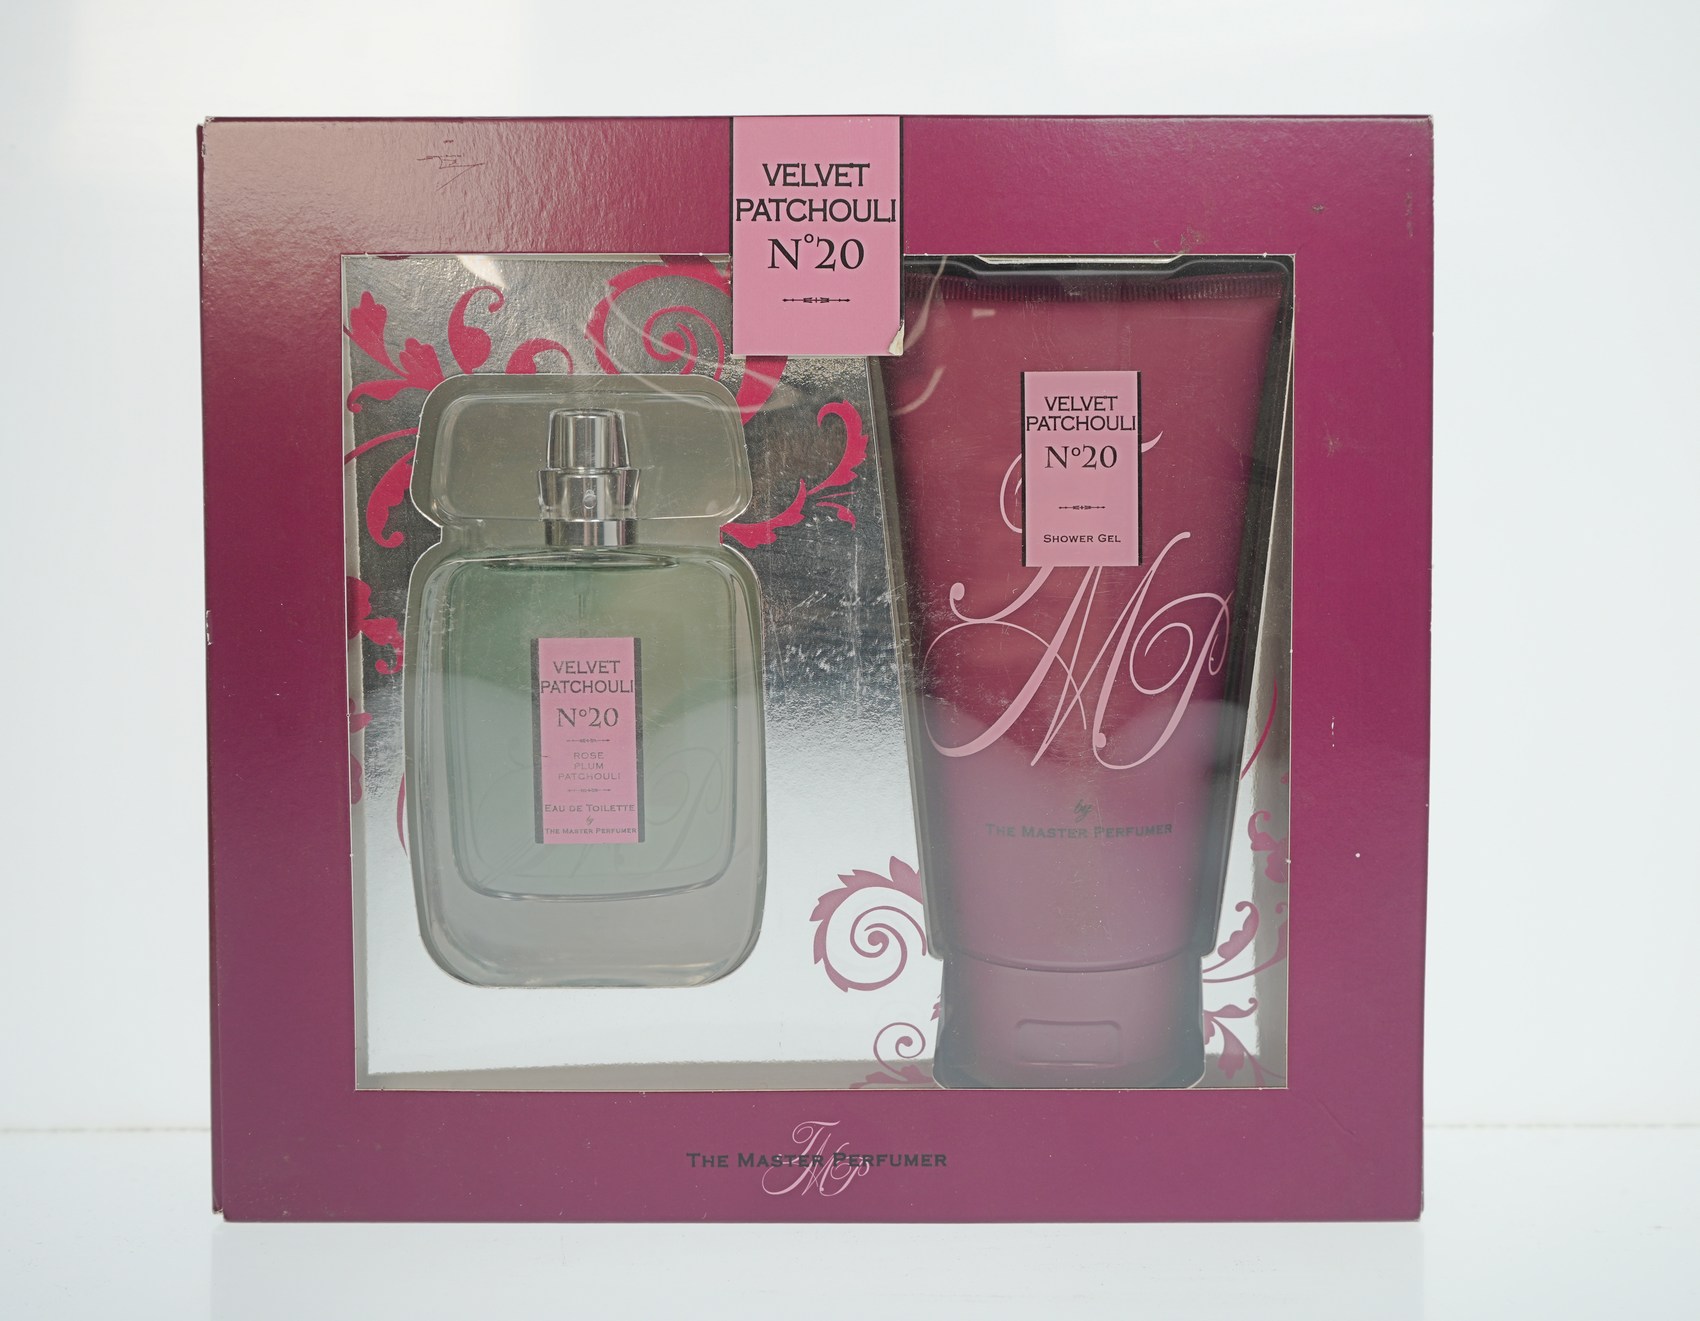 VELVET
PATCHOULI
N°20
VELVET
PATCHOULI
N°20
ROSE
PLUM
PATCHOULI
EAU DE TOILETTE
by
THE MASTER PERFUMER
VELVET
PATCHOULI
N°20
SHOWER GEL
TMP
by
THE MASTER PERFUMER
THE MASTER PERFUMER
TMP